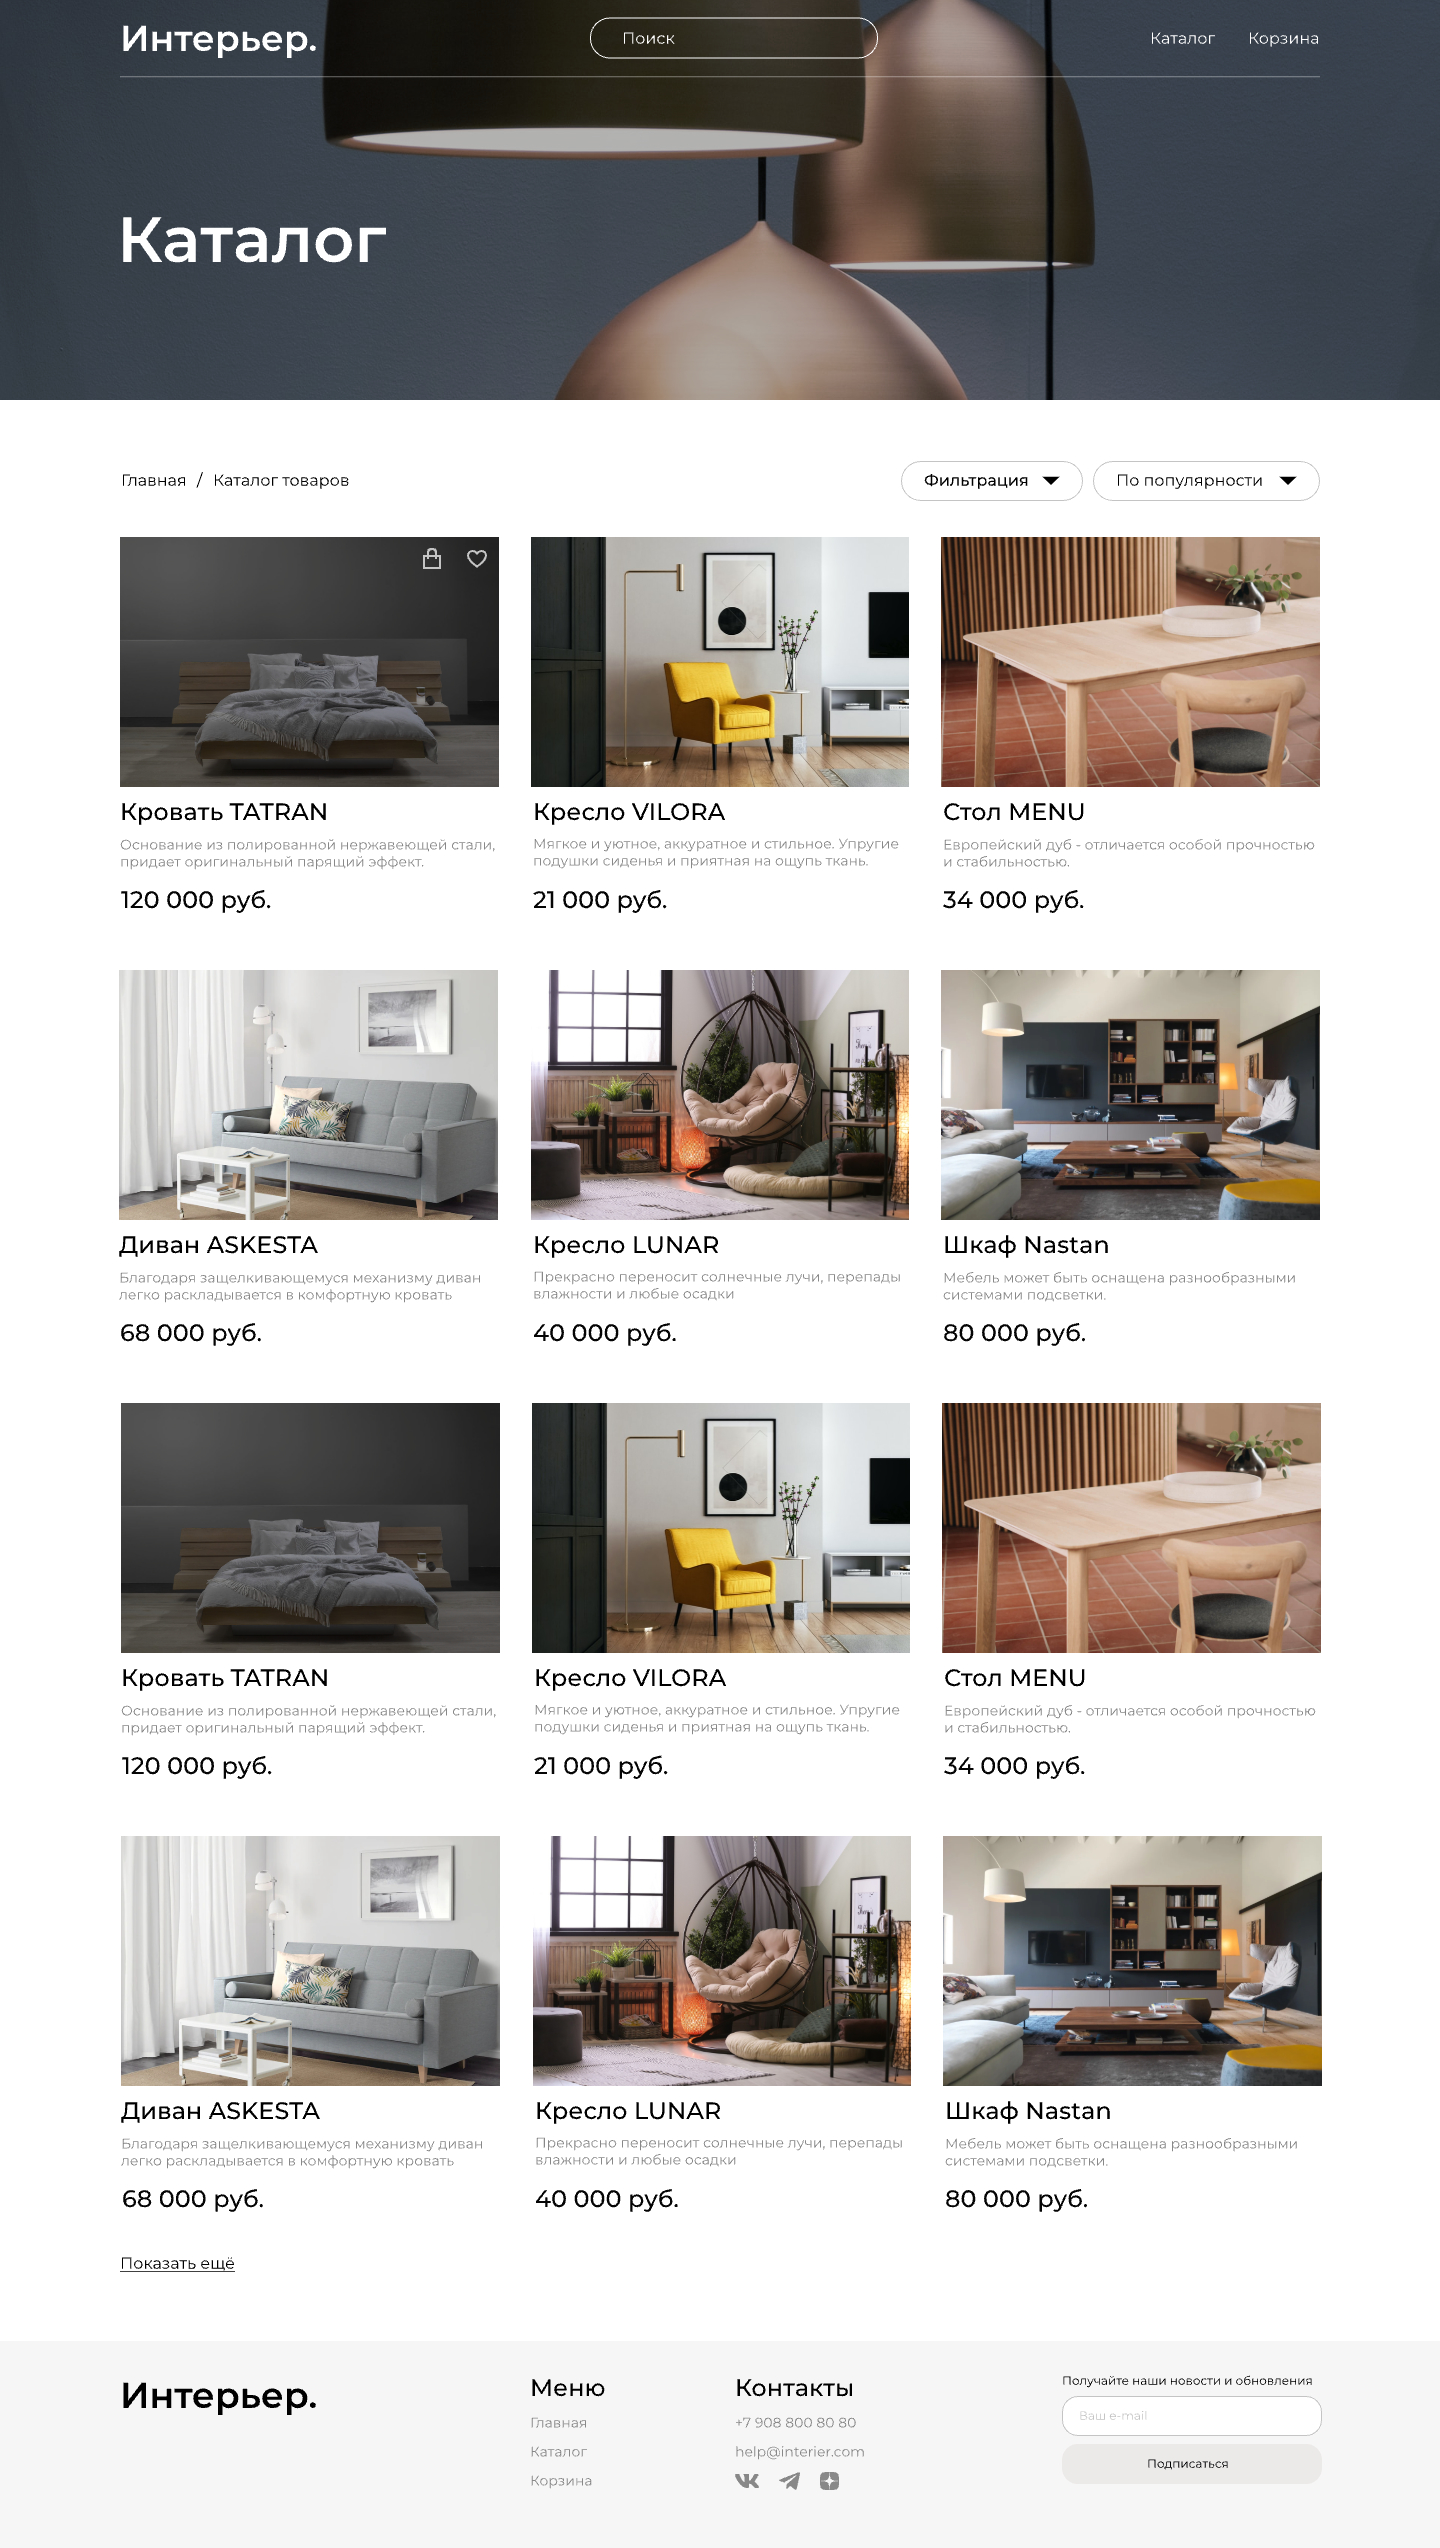 Интерьер.
Поиск
Каталог
Корзина
Каталог
Главная / Каталог товаров
Фильтрация
По популярности
Кровать TATRAN
Основание из полированной нержавеющей стали,
придает оригинальный парящий эффект.
120 000 руб.
Кресло VILORA
Мягкое и уютное, аккуратное и стильное. Упругие
подушки сиденья и приятная на ощупь ткань.
21 000 руб.
Стол MENU
Европейский дуб - отличается особой прочностью
и стабильностью.
34 000 руб.
Диван ASKESTA
Благодаря защелкивающемуся механизму диван
легко раскладывается в комфортную кровать
68 000 руб.
Кресло LUNAR
Прекрасно переносит солнечные лучи, перепады
влажности и любые осадки
40 000 руб.
Шкаф Nastan
Мебель может быть оснащена разнообразными
системами подсветки.
80 000 руб.
Кровать TATRAN
Основание из полированной нержавеющей стали,
придает оригинальный парящий эффект.
120 000 руб.
Кресло VILORA
Мягкое и уютное, аккуратное и стильное. Упругие
подушки сиденья и приятная на ощупь ткань.
21 000 руб.
Стол MENU
Европейский дуб - отличается особой прочностью
и стабильностью.
34 000 руб.
Диван ASKESTA
Благодаря защелкивающемуся механизму диван
легко раскладывается в комфортную кровать
68 000 руб.
Кресло LUNAR
Прекрасно переносит солнечные лучи, перепады
влажности и любые осадки
40 000 руб.
Шкаф Nastan
Мебель может быть оснащена разнообразными
системами подсветки.
80 000 руб.
Показать ещё
Интерьер.
Меню
Главная
Каталог
Корзина
Контакты
+7 908 800 80 80
help@interier.com
Получайте наши новости и обновления
Ваш e-mail
Подписаться